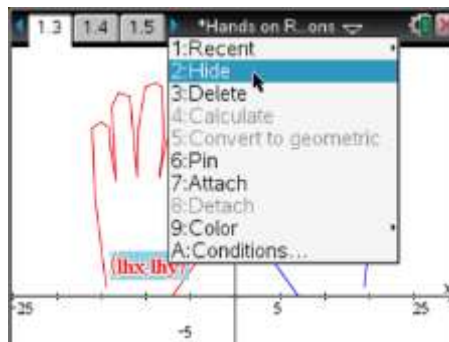 1.3 1.4 1.5 *Hands on R...ons
1:Recent
2:Hide
3:Delete
4:Calculate
5:Convert to geometric
6:Pin
7:Attach
8:Detach
9:Color
A:Conditions...
(lhx,lhy)
-25 5 25
-5